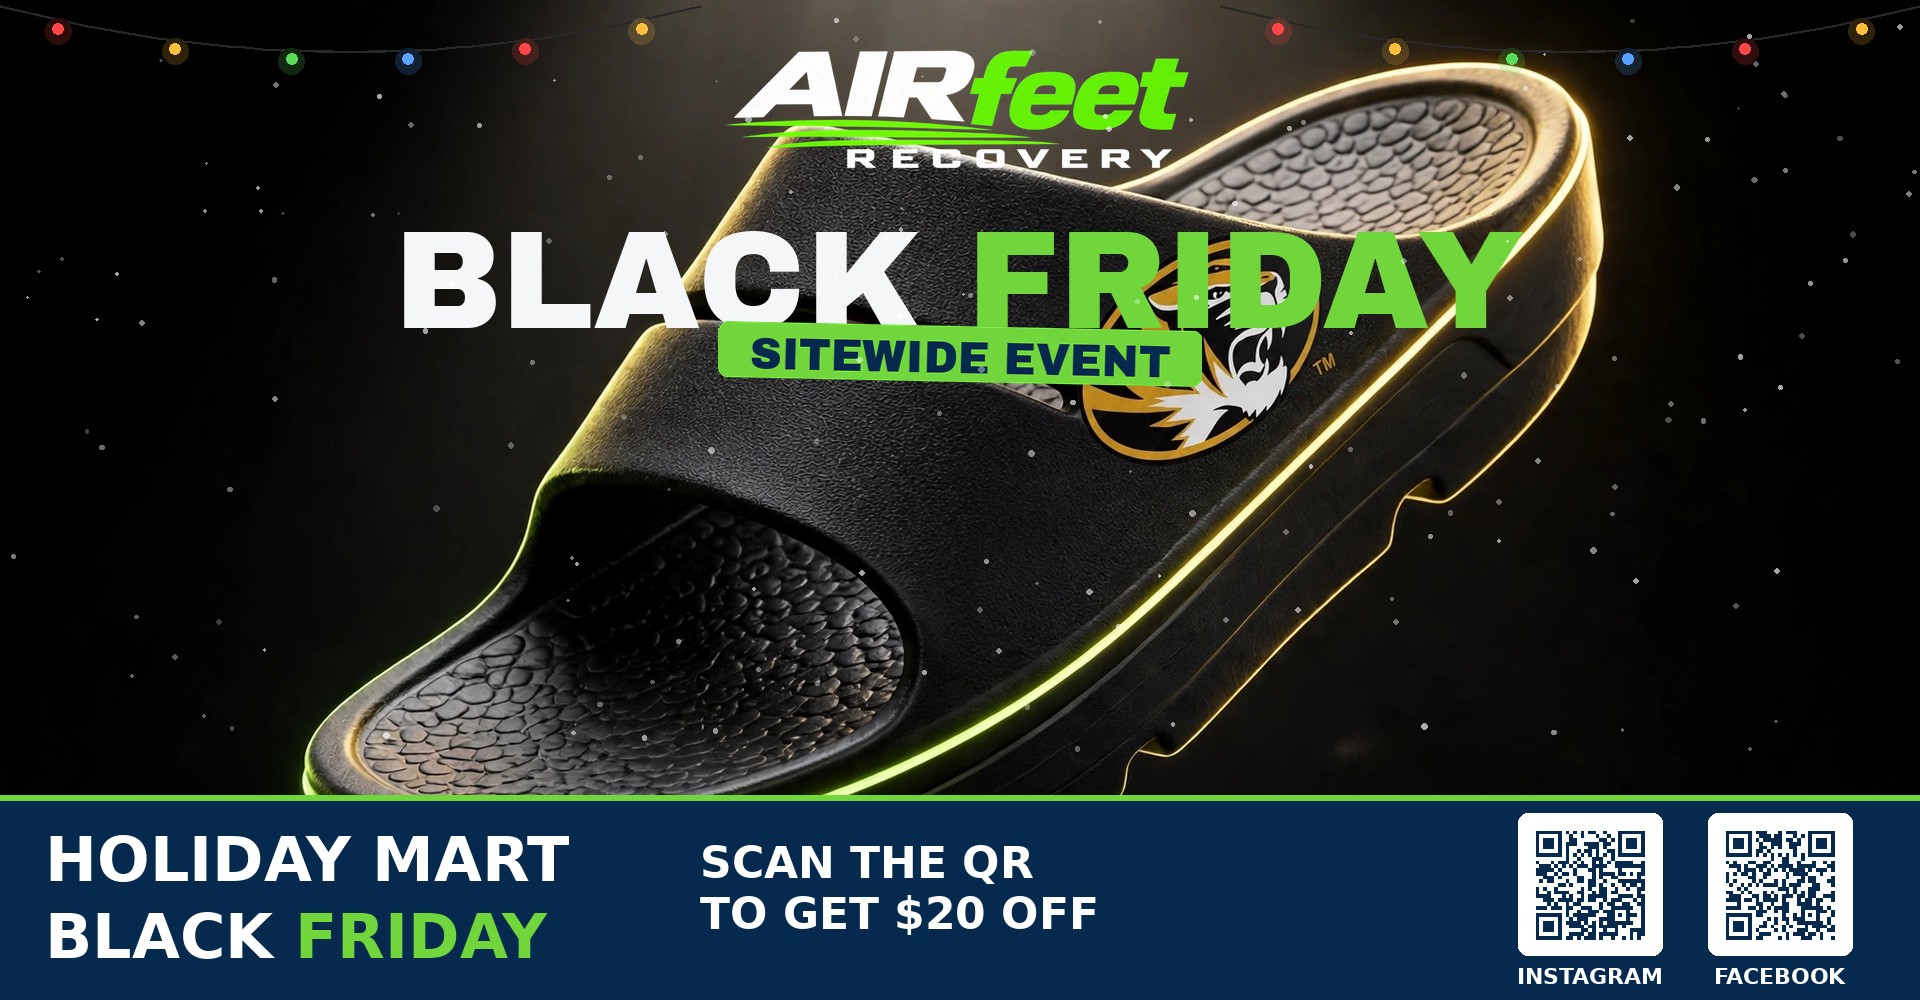 AIRfeet
RECOVERY
BLACK FRIDAY
SITEWIDE EVENT
TM
HOLIDAY MART
BLACK FRIDAY
SCAN THE QR
TO GET $20 OFF
INSTAGRAM
FACEBOOK